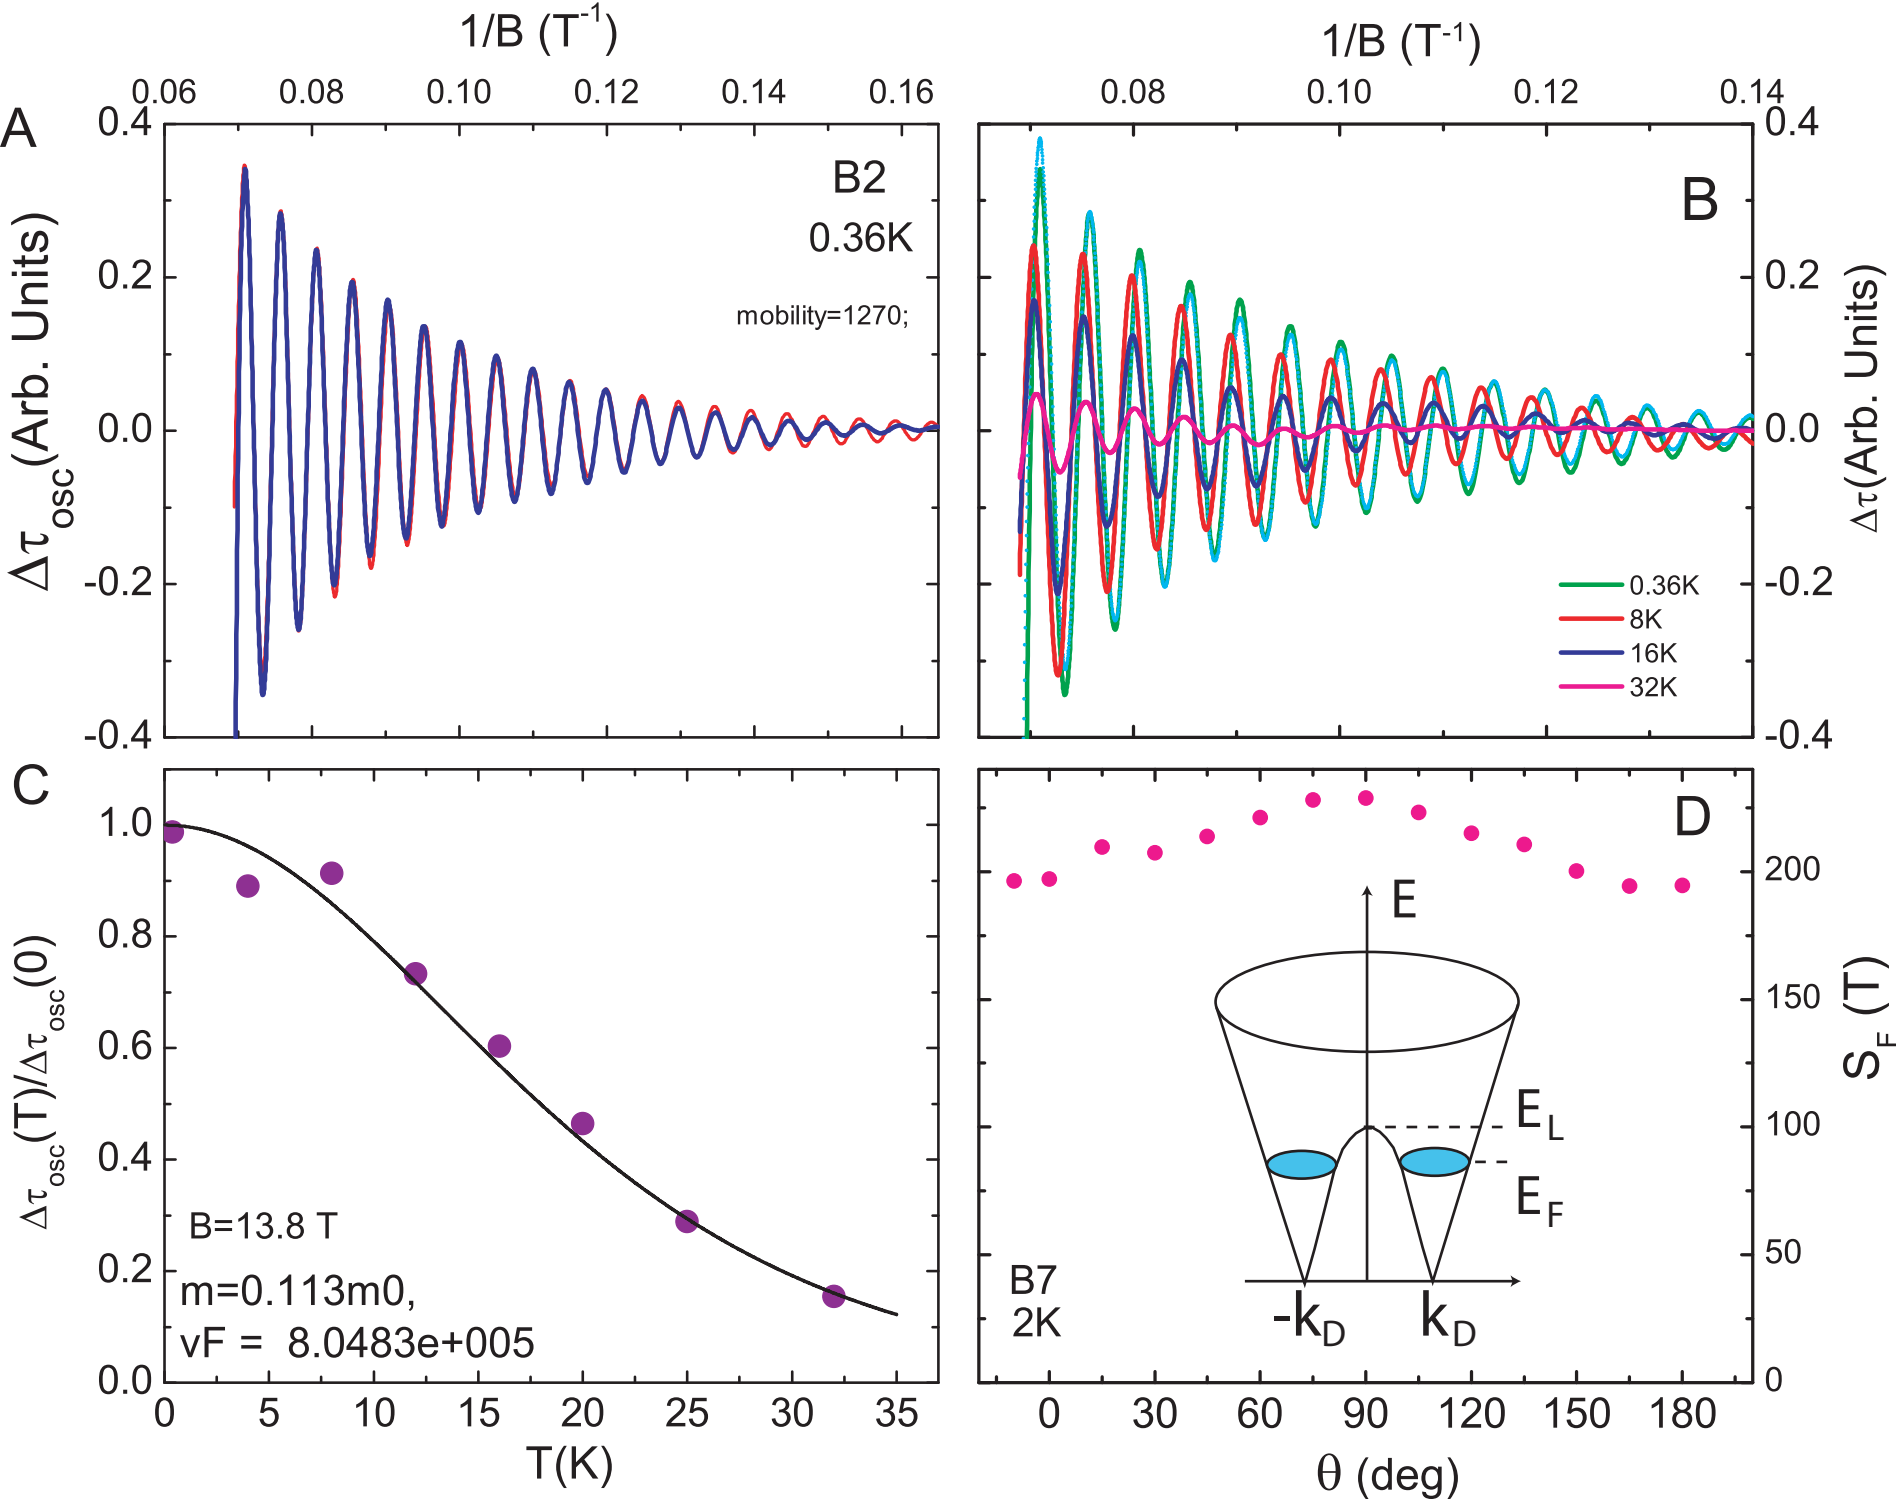 1/B (T-1)
0.06 0.08 0.10 0.12 0.14 0.16
A
Δτosc(Arb. Units)
0.4
0.2
0.0
-0.2
-0.4
B2
0.36K
mobility=1270;
1/B (T-1)
0.08 0.10 0.12 0.14
B
0.4
0.2
0.0
-0.2
-0.4
Δτ(Arb. Units)
0.36K
8K
16K
32K
C
Δτosc(T)/Δτosc(0)
1.0
0.8
0.6
0.4
0.2
0.0
B=13.8 T
m=0.113m0,
vF = 8.0483e+005
0 5 10 15 20 25 30 35
T(K)
D
E
EL
EF
-kD kD
B7
2K
200
150
100
50
0
SF (T)
0 30 60 90 120 150 180
θ (deg)